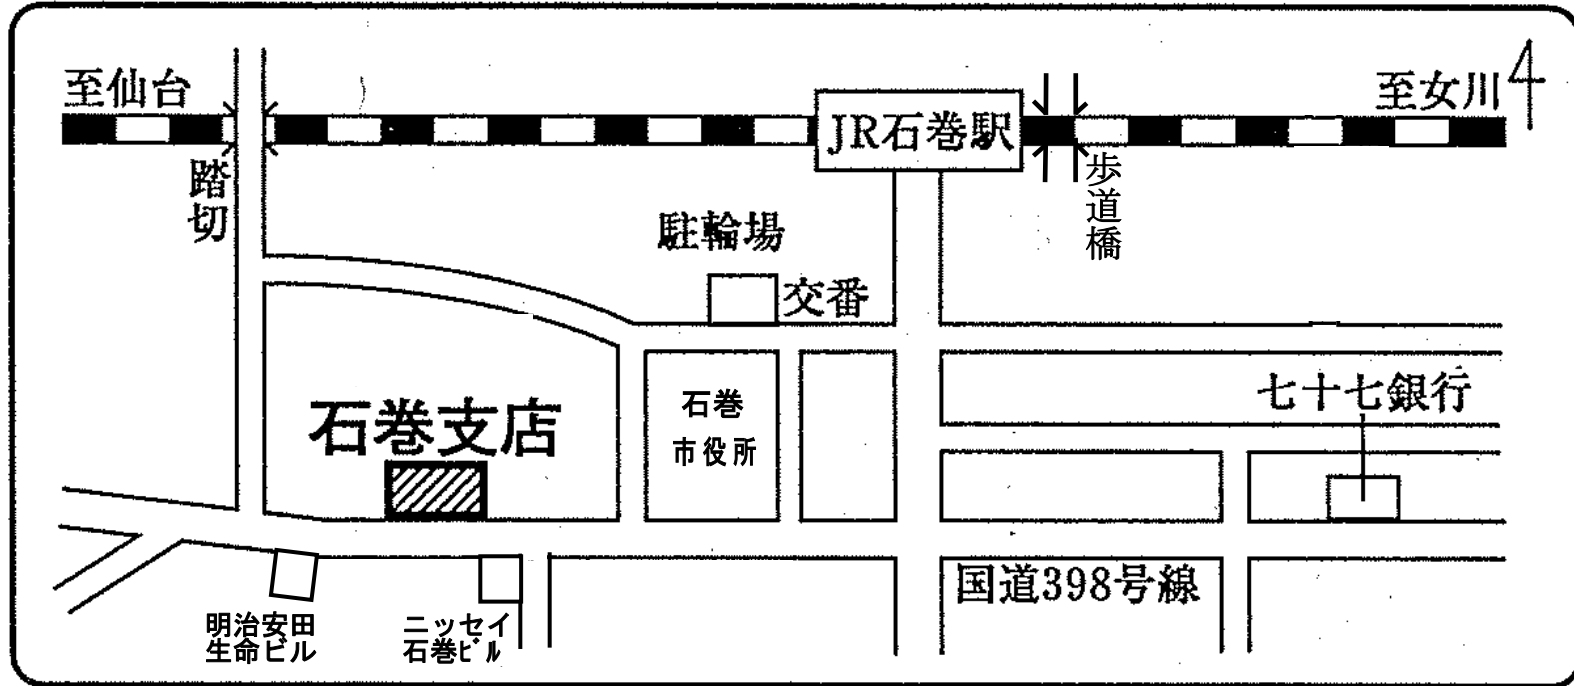 至仙台
至女川
JR石巻駅
踏切
歩道橋
駐輪場
交番
七十七銀行
石巻支店
石巻
市役所
国道398号線
明治安田
生命ビル
ニッセイ
石巻ビル